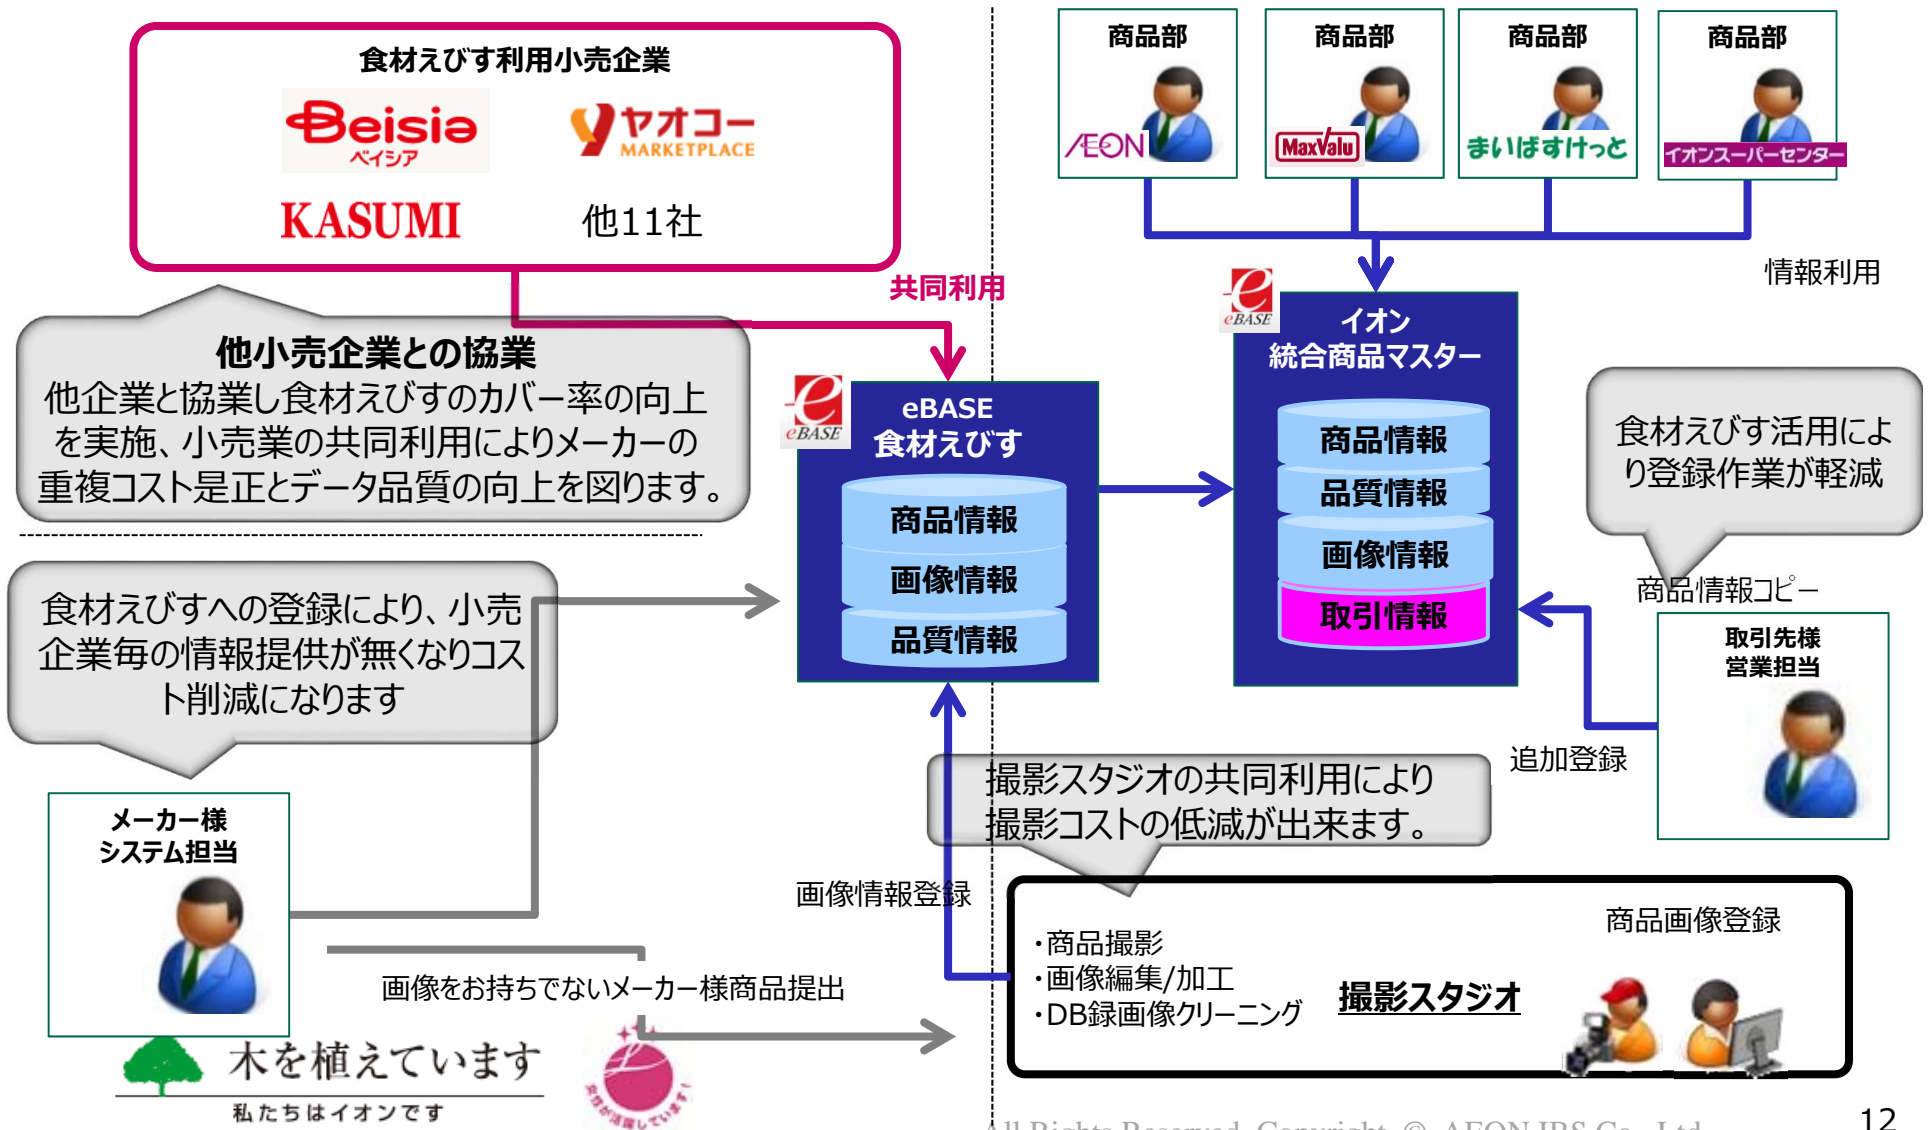 食材えびす利用小売企業
Beisia
ベイシア
ヤオコー
MARKETPLACE
KASUMI
他11社
共同利用
他小売企業との協業
他企業と協業し食材えびすのカバー率の向上
を実施、小売業の共同利用によりメーカーの
重複コスト是正とデータ品質の向上を図ります。
商品部
AEON
商品部
MaxValu
商品部
まいばすけっと
商品部
イオンスーパーセンター
情報利用
e
eBASE
イオン
統合商品マスター
商品情報
品質情報
画像情報
取引情報
e
eBASE
eBASE
食材えびす
商品情報
画像情報
品質情報
食材えびす活用によ
り登録作業が軽減
商品情報コピー
取引先様
営業担当
追加登録
食材えびすへの登録により、小売
企業毎の情報提供が無くなりコス
ト削減になります
メーカー様
システム担当
撮影スタジオの共同利用により
撮影コストの低減が出来ます。
画像情報登録
画像をお持ちでないメーカー様商品提出
・商品撮影
・画像編集/加工
・DB録画像クリーニング
撮影スタジオ
商品画像登録
木を植えています
私たちはイオンです
女性が活躍しています!
All Rights Reserved, Copyright, ©, AEON IBS Co., Ltd
12